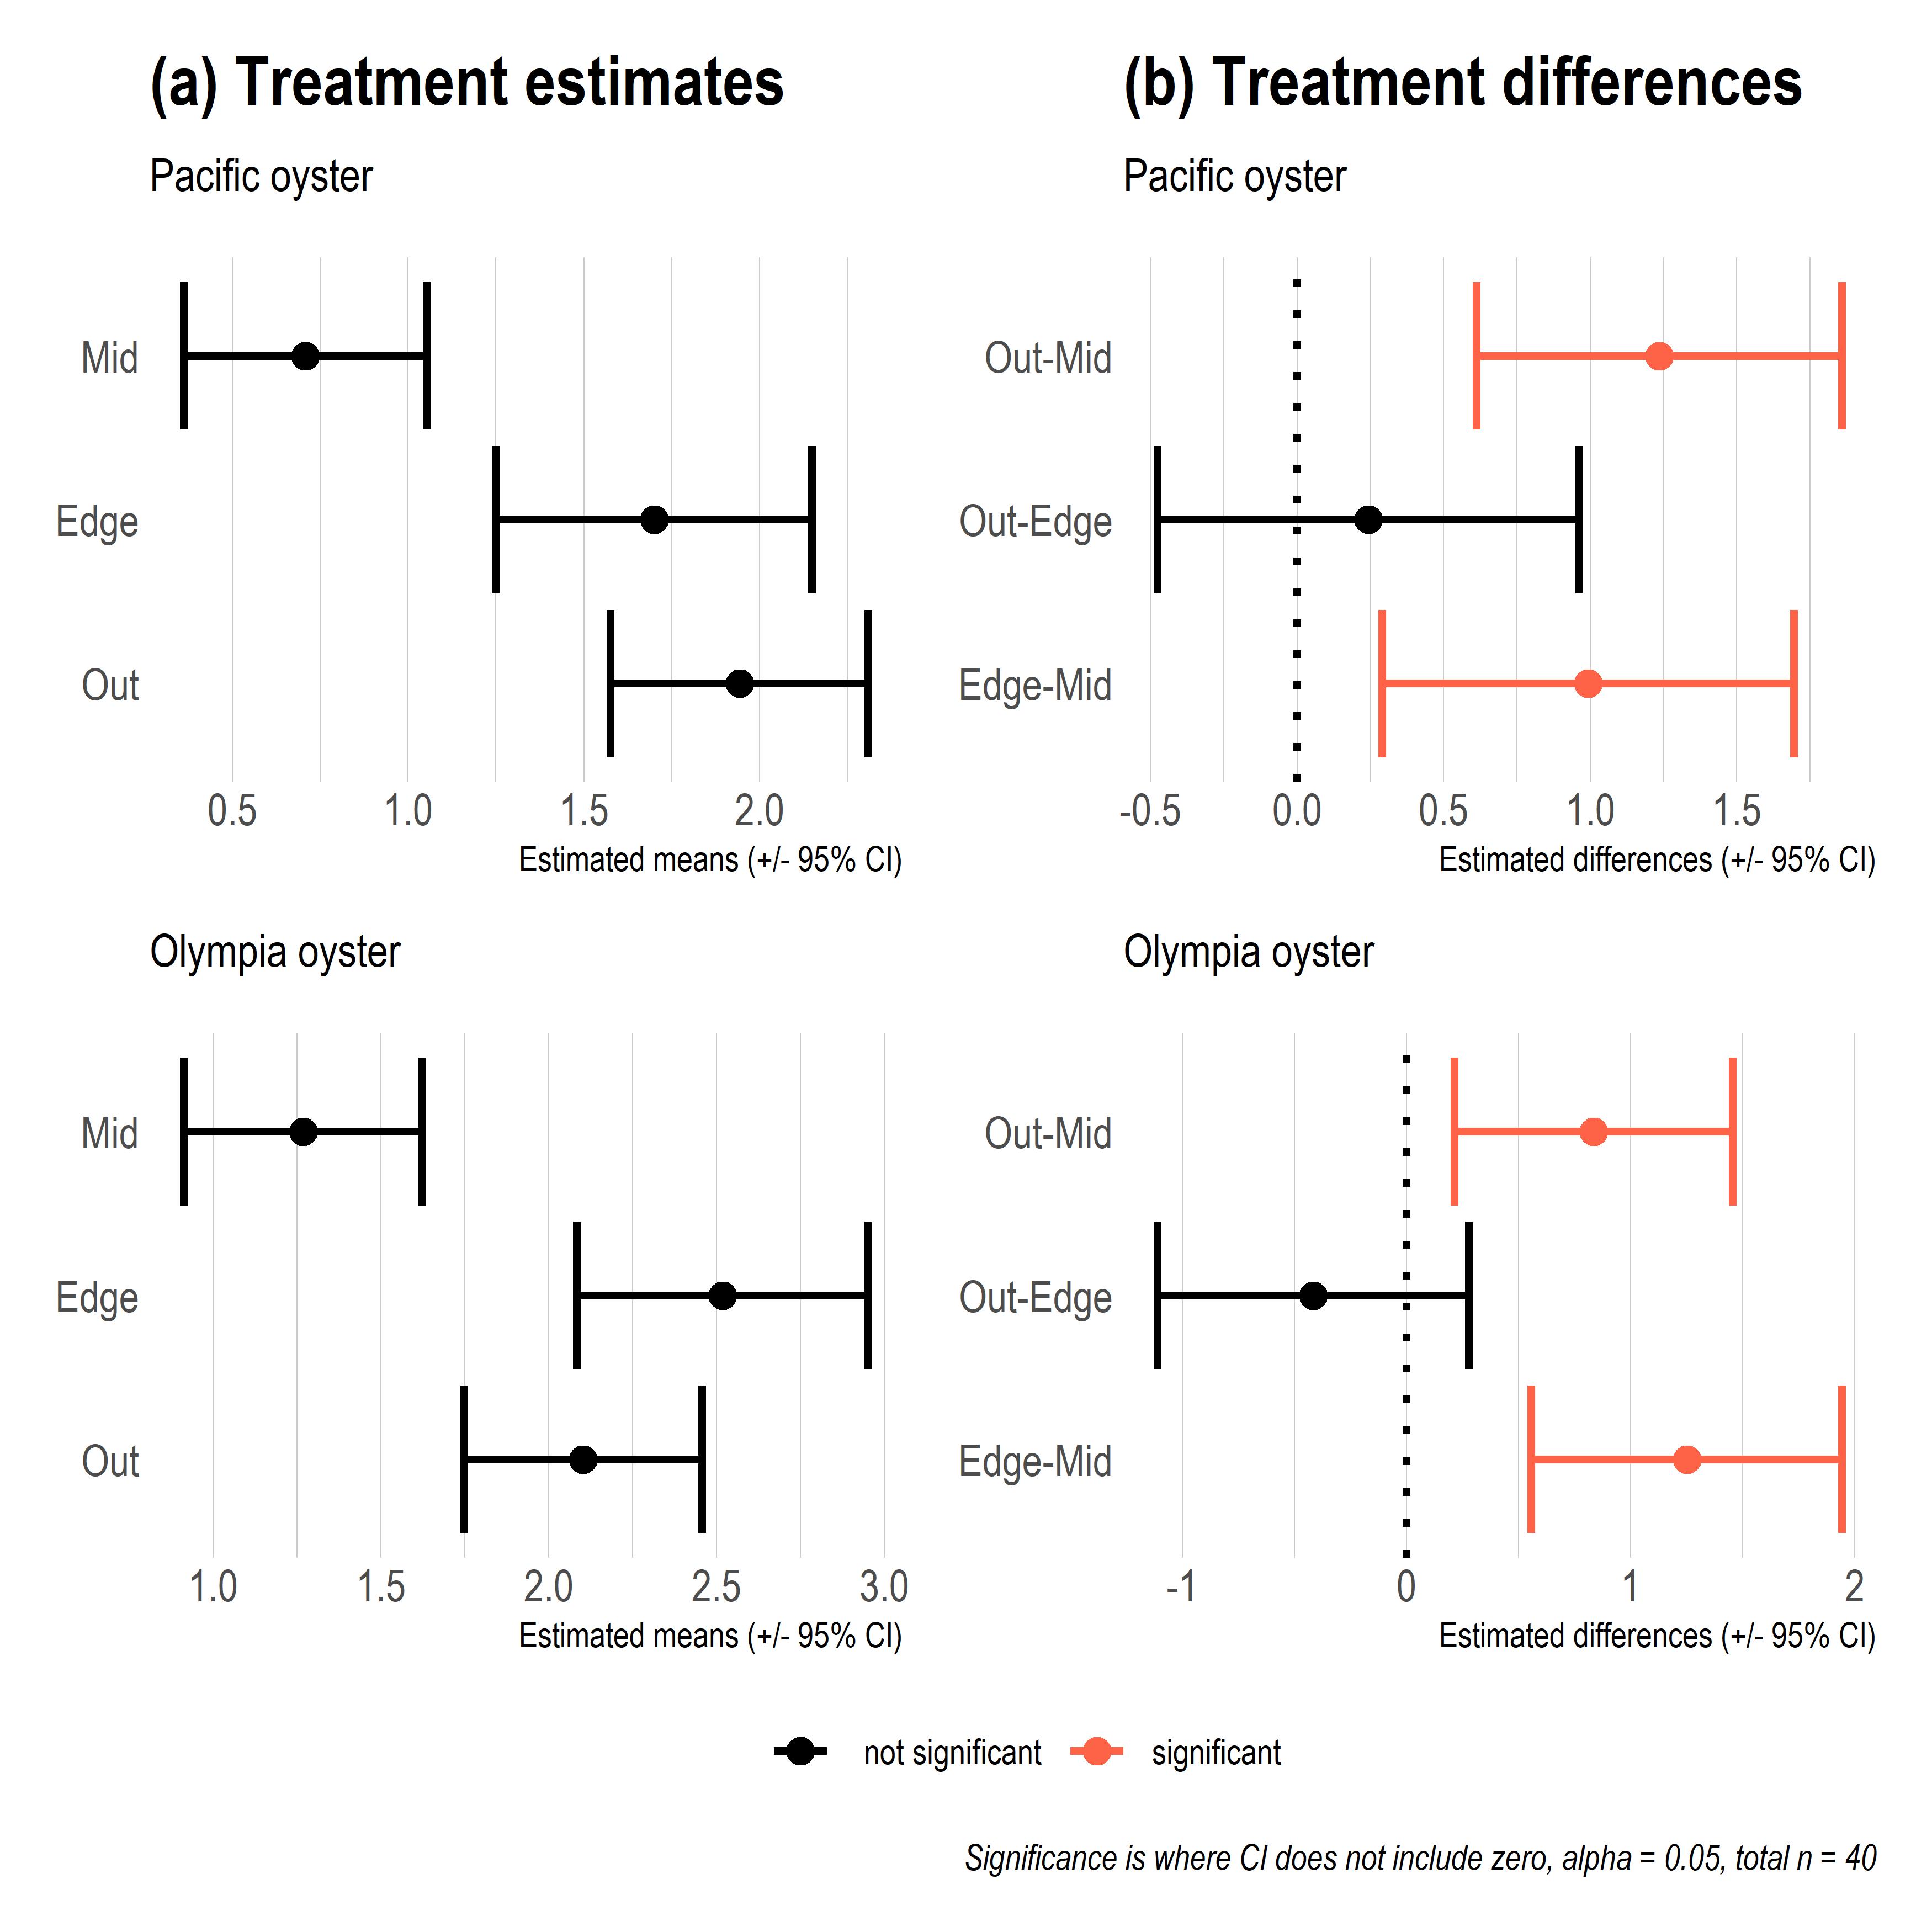 (a) Treatment estimates
Pacific oyster
Mid
Edge
Out
0.5 1.0 1.5 2.0
Estimated means (+/- 95% CI)
Olympia oyster
Mid
Edge
Out
1.0 1.5 2.0 2.5 3.0
Estimated means (+/- 95% CI)
(b) Treatment differences
Pacific oyster
Out-Mid
Out-Edge
Edge-Mid
-0.5 0.0 0.5 1.0 1.5
Estimated differences (+/- 95% CI)
Olympia oyster
Out-Mid
Out-Edge
Edge-Mid
-1 0 1 2
Estimated differences (+/- 95% CI)
not significant significant
Significance is where CI does not include zero, alpha = 0.05, total n = 40